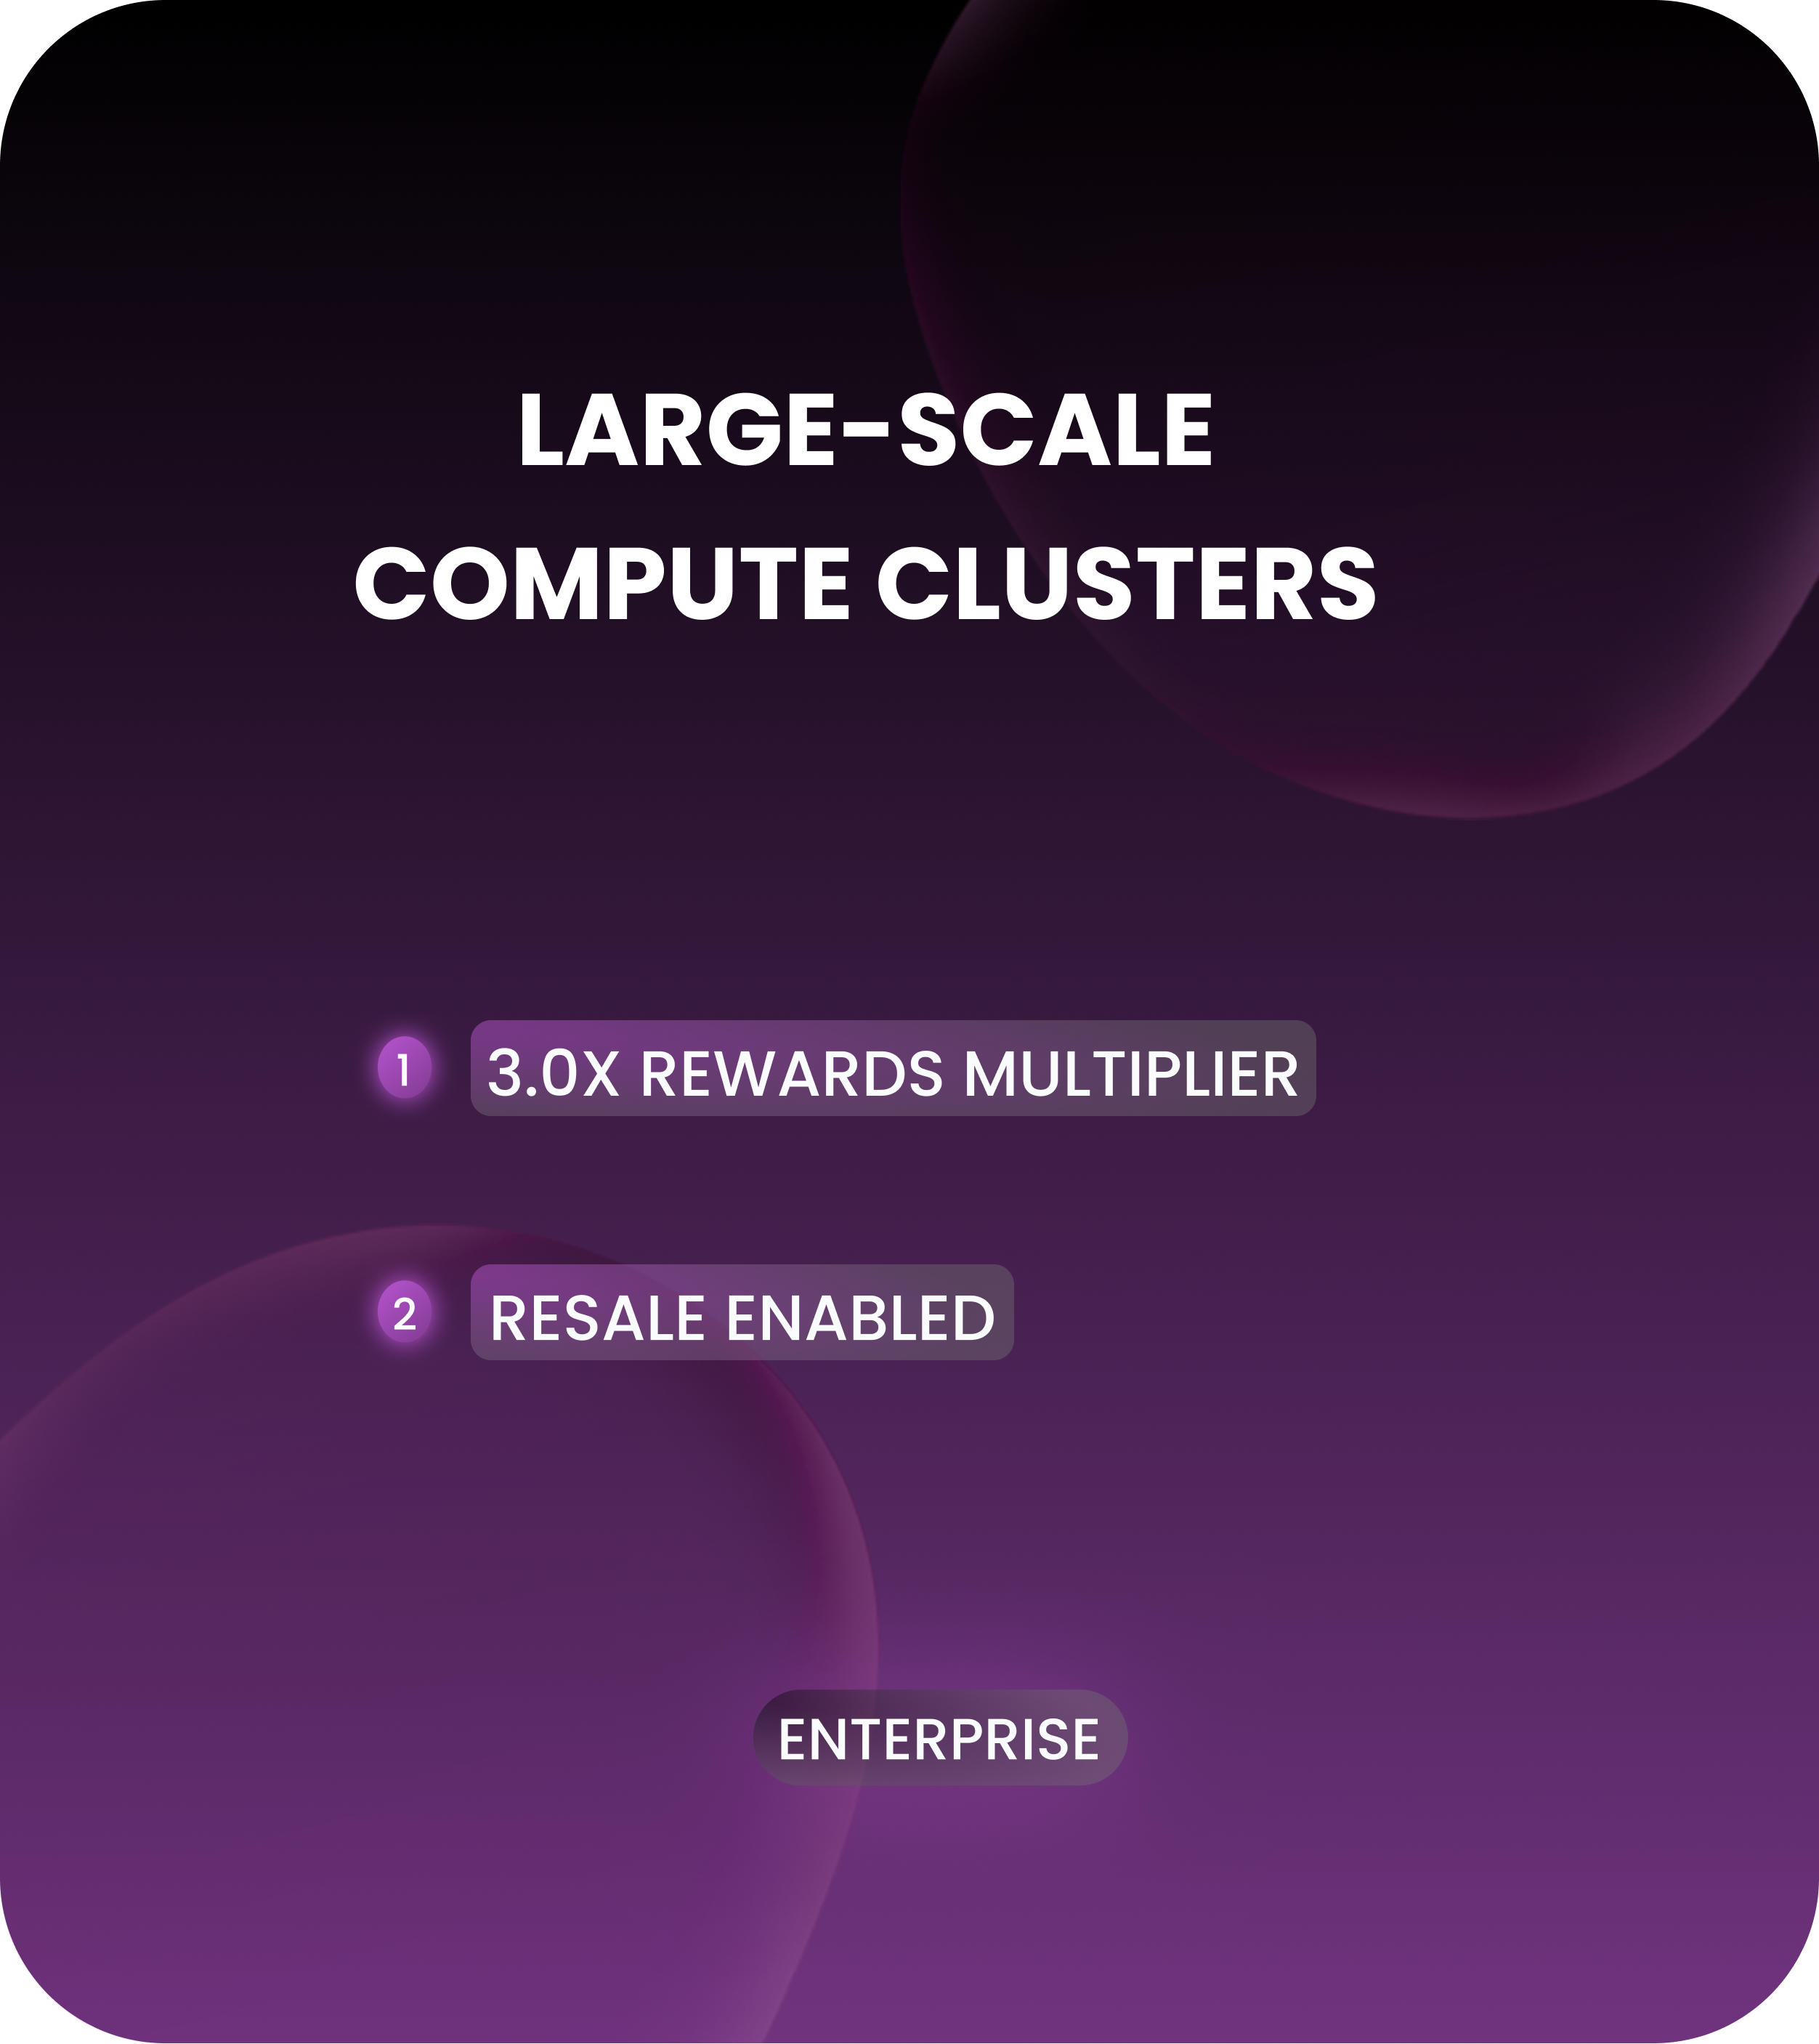 LARGE-SCALE
COMPUTE CLUSTERS
1 3.0X REWARDS MULTIPLIER
2 RESALE ENABLED
ENTERPRISE